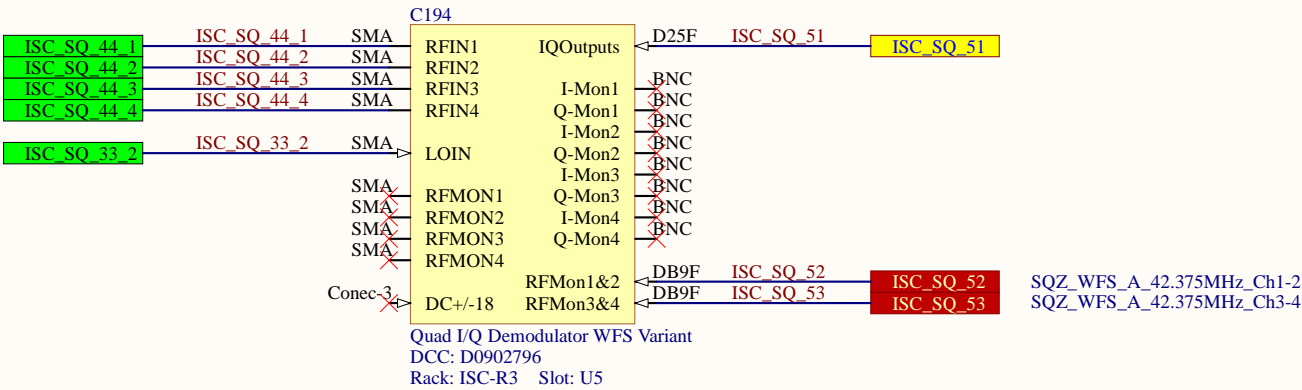 C194
ISC_SQ_44_1 ISC_SQ_44_1 SMA RFIN1 IQOutputs D25F ISC_SQ_51 ISC_SQ_51
ISC_SQ_44_2 ISC_SQ_44_2 SMA RFIN2
ISC_SQ_44_3 ISC_SQ_44_3 SMA RFIN3 I-Mon1 BNC
ISC_SQ_44_4 ISC_SQ_44_4 SMA RFIN4 Q-Mon1 BNC
I-Mon2 BNC
ISC_SQ_33_2 ISC_SQ_33_2 SMA LOIN Q-Mon2 BNC
I-Mon3 BNC
SMA RFMON1 Q-Mon3 BNC
SMA RFMON2 I-Mon4 BNC
SMA RFMON3 Q-Mon4 BNC
SMA RFMON4
RFMon1&2 DB9F ISC_SQ_52 ISC_SQ_52 SQZ_WFS_A_42.375MHz_Ch1-2
Conec-3 DC+/-18 RFMon3&4 DB9F ISC_SQ_53 ISC_SQ_53 SQZ_WFS_A_42.375MHz_Ch3-4
Quad I/Q Demodulator WFS Variant
DCC: D0902796
Rack: ISC-R3 Slot: U5